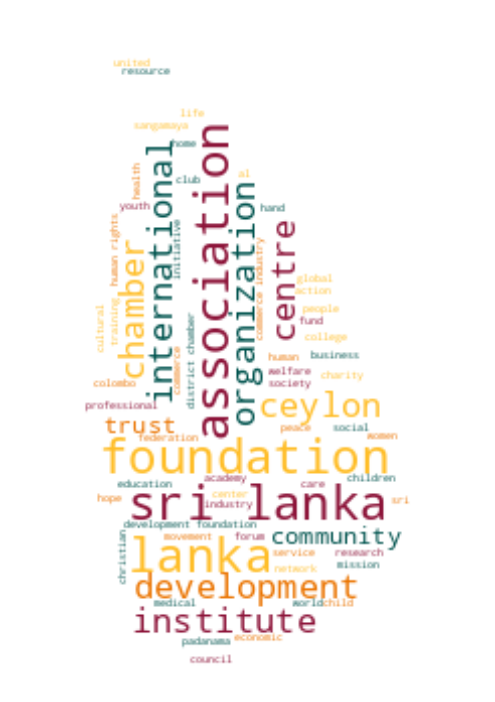 united
resource
life
sangamaya
home
international
association
health
club
al
organization
youth
hand
human rights
initiative
centre
chamber
commerce industry
global
action
cultural
training
people
fund
district chamber
college
commerce
human
business
colombo
welfare
charity
society
professional
ceylon
trust
peace
social
federation
women
foundation
education
academy
care
children
hope
sri lanka
center
industry
sri
development foundation
christian
movement
forum
community
lanka
service
research
network
mission
development
medical
world
child
institute
padanama
economic
council